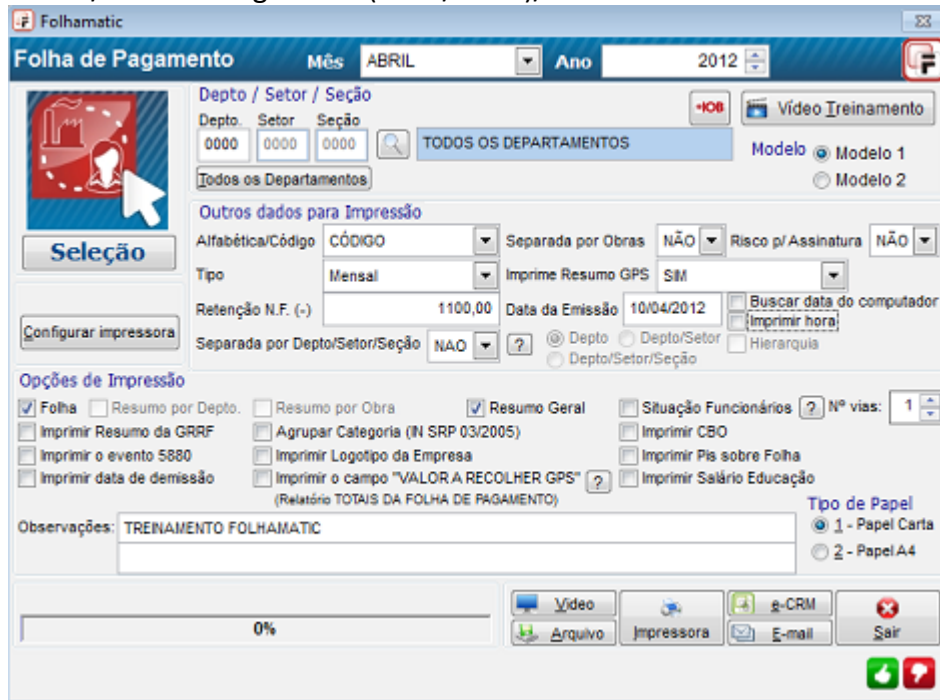 Folhamatic
Folha de Pagamento Mês ABRIL Ano 2012
Depto / Setor / Seção
Depto. Setor Seção
0000 0000 0000 TODOS OS DEPARTAMENTOS
Todos os Departamentos
IOB Vídeo Treinamento
Modelo Modelo 1
Modelo 2
Seleção
Configurar impressora
Outros dados para Impressão
Alfabética/Código CÓDIGO Separada por Obras NÃO Risco p/ Assinatura NÃO
Tipo Mensal Imprime Resumo GPS SIM
Retenção N.F. (-) 1100,00 Data da Emissão 10/04/2012 Buscar data do computador
Imprimir hora
Separada por Depto/Setor/Seção NAO ? Depto Depto/Setor Hierarquia
Depto/Setor/Seção
Opções de Impressão
Folha Resumo por Depto. Resumo por Obra Resumo Geral Situação Funcionários ? Nº vias: 1
Imprimir Resumo da GRRF Agrupar Categoria (IN SRP 03/2005) Imprimir CBO
Imprimir o evento 5880 Imprimir Logotipo da Empresa Imprimir Pis sobre Folha
Imprimir data de demissão Imprimir o campo "VALOR A RECOLHER GPS" ? Imprimir Salário Educação
(Relatório TOTAIS DA FOLHA DE PAGAMENTO)
Tipo de Papel
Observações: TREINAMENTO FOLHAMATIC 1 - Papel Carta
2 - Papel A4
0%
Video Impressora e-CRM Sair
Arquivo E-mail